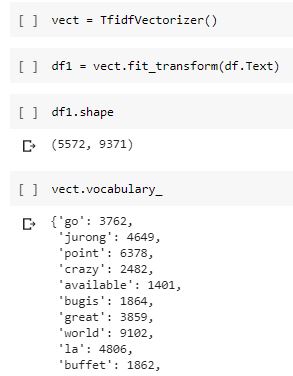 [ ] vect = TfidfVectorizer()
[ ] df1 = vect.fit_transform(df.Text)
[ ] df1.shape
(5572, 9371)
[ ] vect.vocabulary_
{'go': 3762,
'jurong': 4649,
'point': 6378,
'crazy': 2482,
'available': 1401,
'bugis': 1864,
'great': 3859,
'world': 9102,
'la': 4806,
'buffet': 1862,